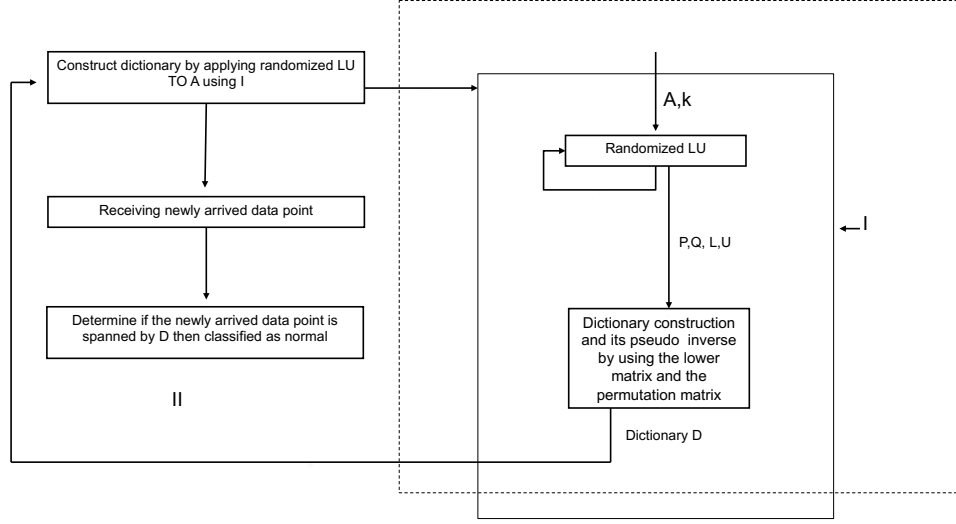 Construct dictionary by applying randomized LU
TO A using I
Receiving newly arrived data point
Determine if the newly arrived data point is
spanned by D then classified as normal
II
A,k
Randomized LU
P,Q, L,U
I
Dictionary construction
and its pseudo inverse
by using the lower
matrix and the
permutation matrix
Dictionary D